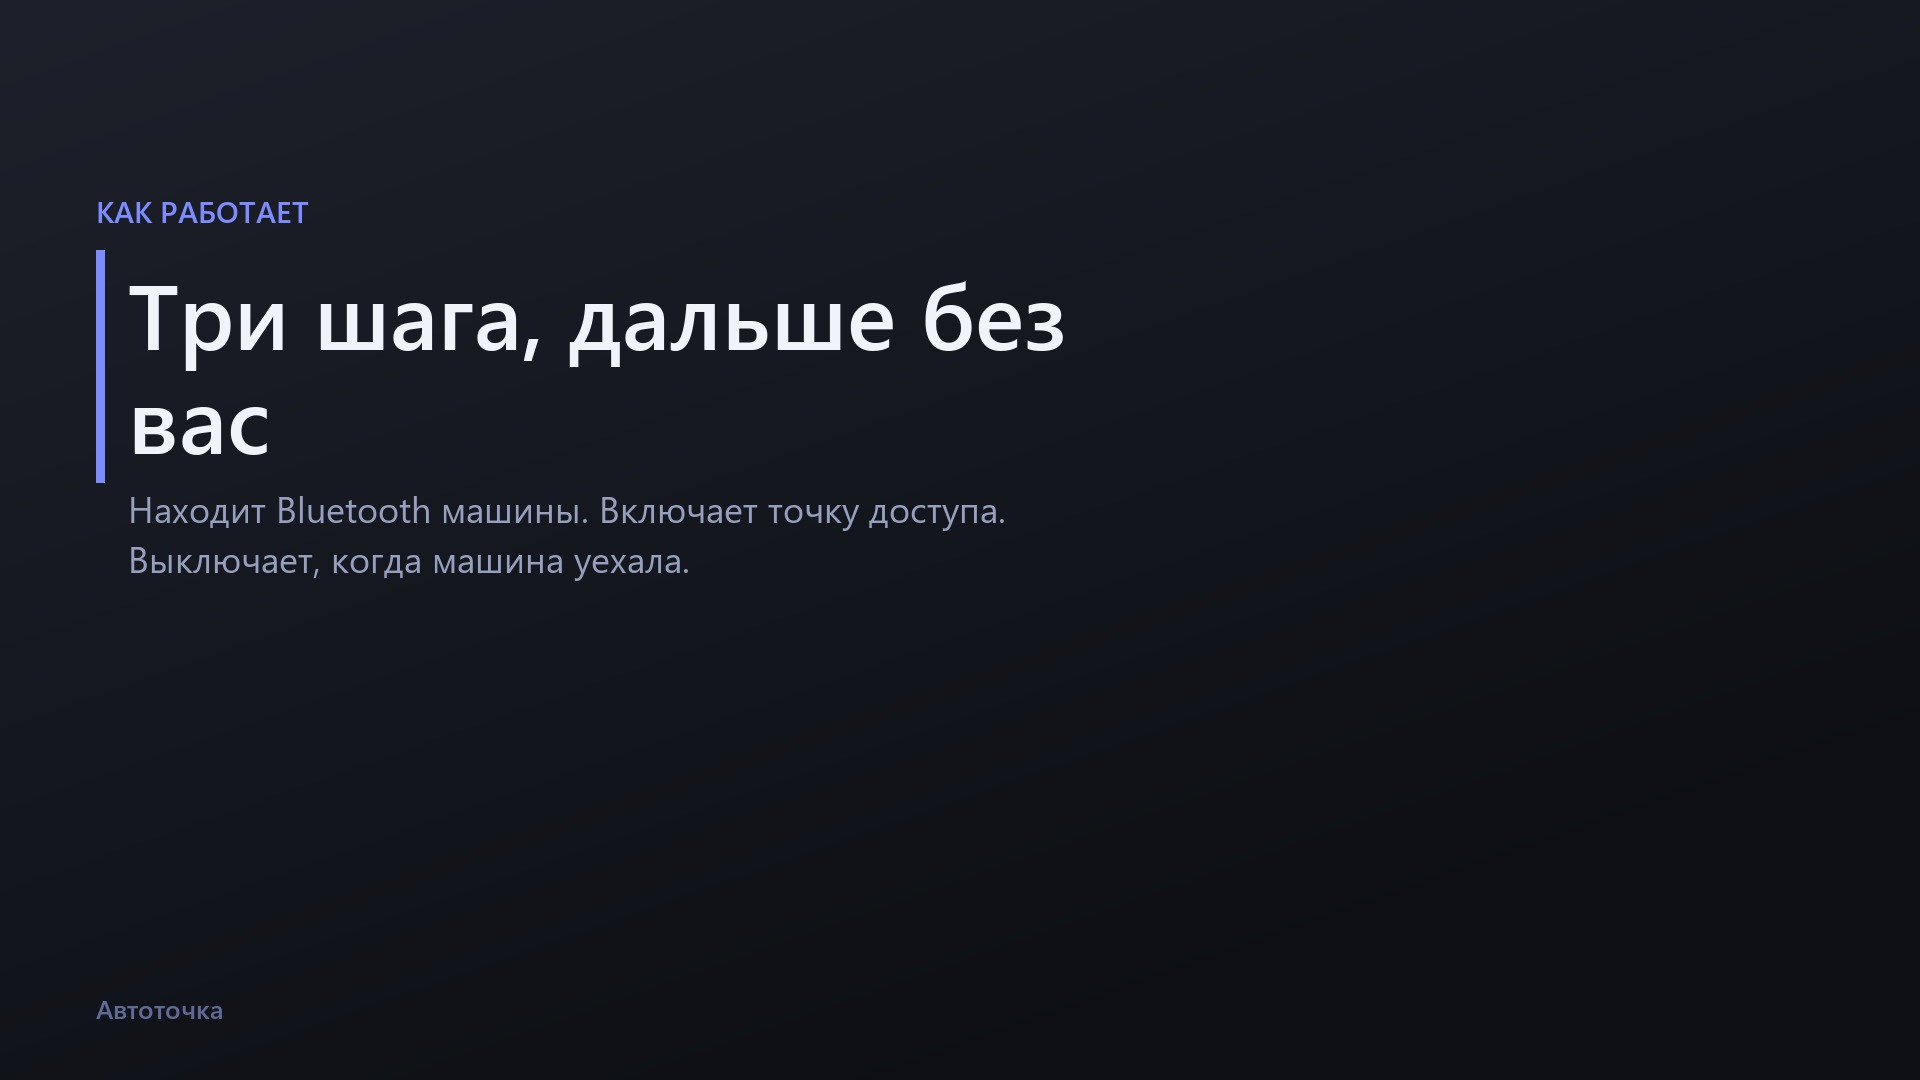 КАК РАБОТАЕТ
Три шага, дальше без
вас
Находит Bluetooth машины. Включает точку доступа.
Выключает, когда машина уехала.
Автоточка